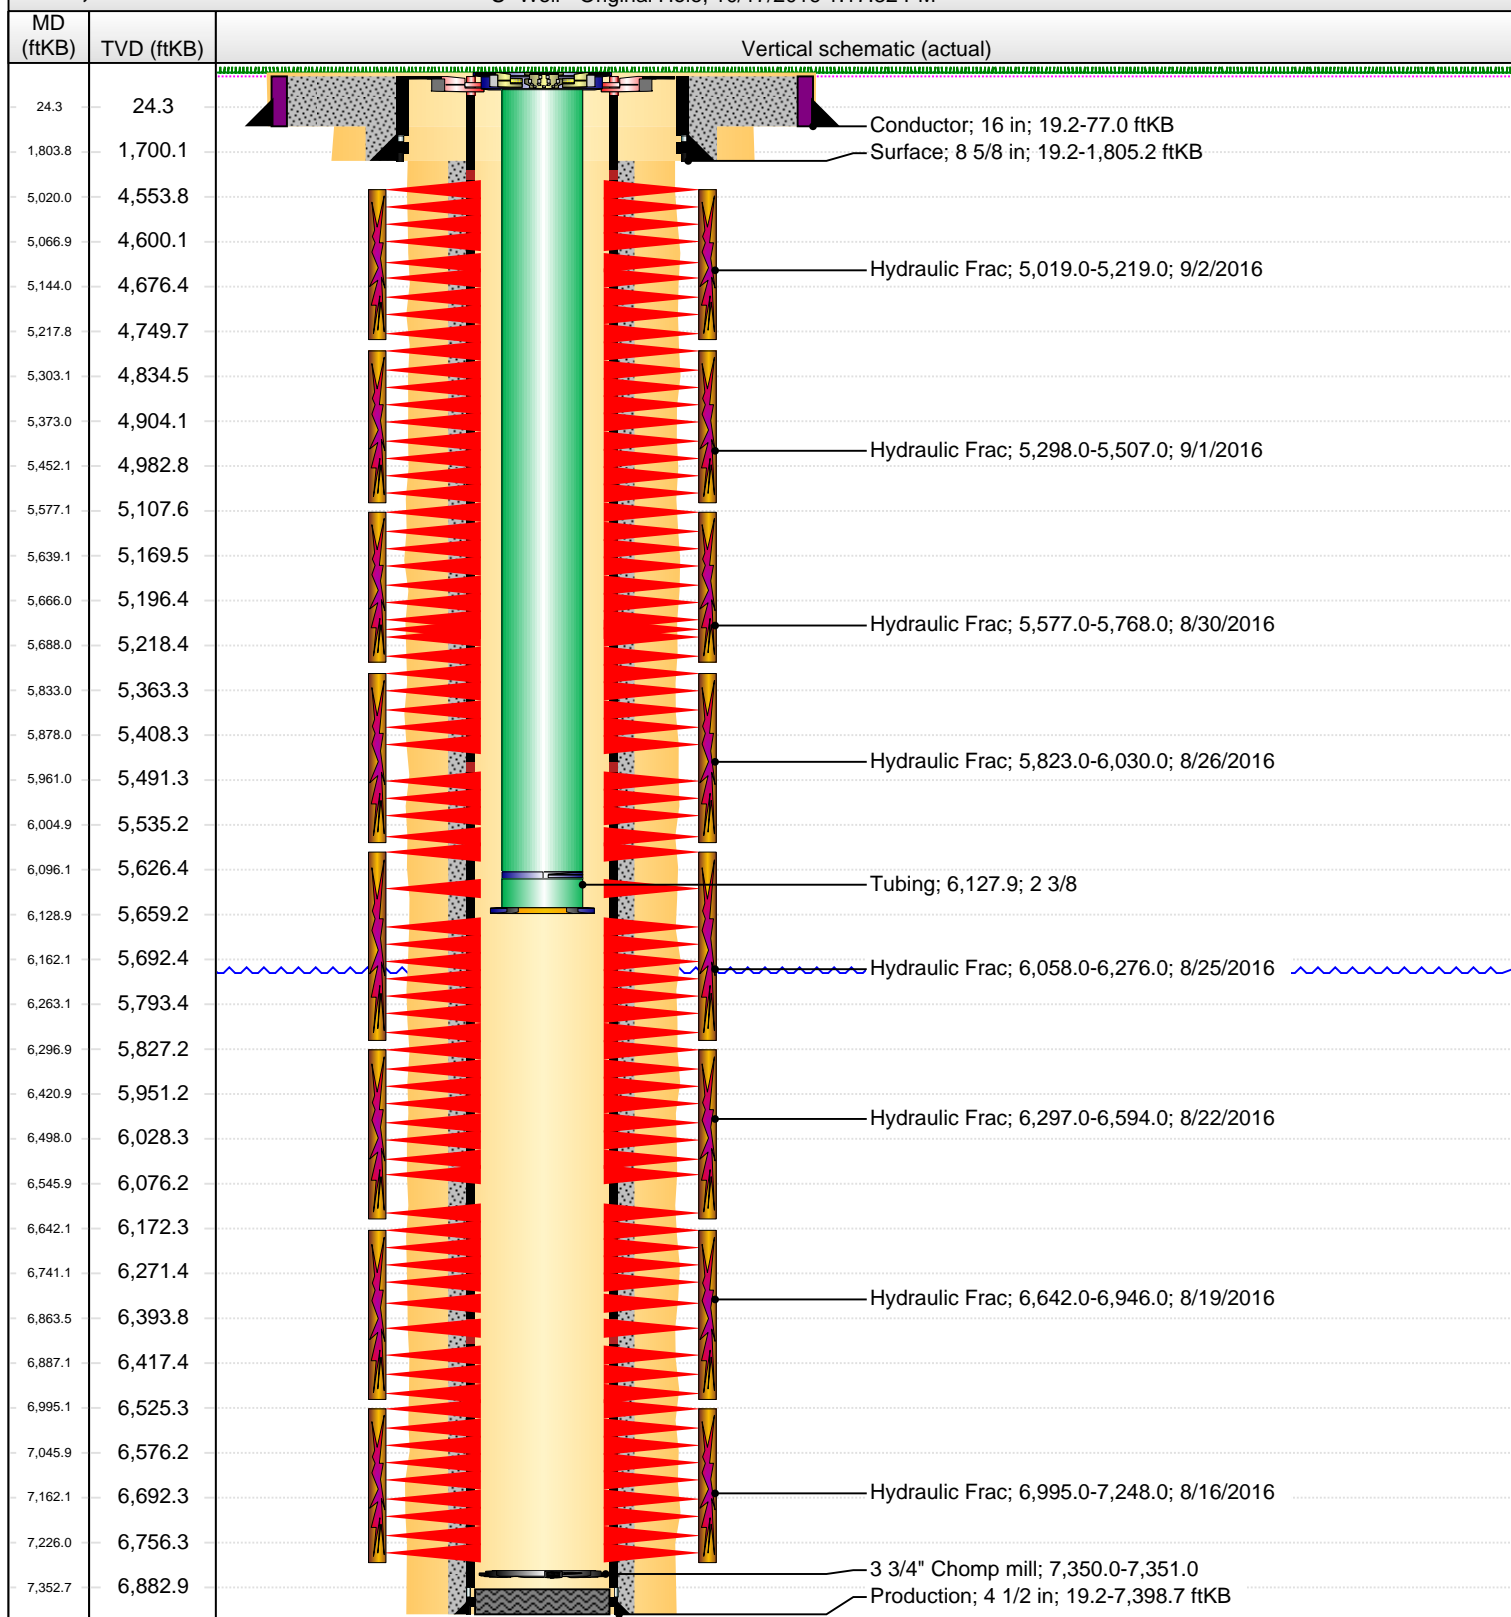 MD (ftKB) TVD (ftKB) Vertical schematic (actual)
24.3 24.3
Conductor; 16 in; 19.2-77.0 ftKB
1,803.8 1,700.1 Surface; 8 5/8 in; 19.2-1,805.2 ftKB
5,020.0 4,553.8
5,066.9 4,600.1
Hydraulic Frac; 5,019.0-5,219.0; 9/2/2016
5,144.0 4,676.4
5,217.8 4,749.7
5,303.1 4,834.5
5,373.0 4,904.1
Hydraulic Frac; 5,298.0-5,507.0; 9/1/2016
5,452.1 4,982.8
5,577.1 5,107.6
5,639.1 5,169.5
5,666.0 5,196.4
Hydraulic Frac; 5,577.0-5,768.0; 8/30/2016
5,688.0 5,218.4
5,833.0 5,363.3
5,878.0 5,408.3
Hydraulic Frac; 5,823.0-6,030.0; 8/26/2016
5,961.0 5,491.3
6,004.9 5,535.2
6,096.1 5,626.4
Tubing; 6,127.9; 2 3/8
6,128.9 5,659.2
6,162.1 5,692.4
Hydraulic Frac; 6,058.0-6,276.0; 8/25/2016
6,263.1 5,793.4
6,296.9 5,827.2
6,420.9 5,951.2
Hydraulic Frac; 6,297.0-6,594.0; 8/22/2016
6,498.0 6,028.3
6,545.9 6,076.2
6,642.1 6,172.3
6,741.1 6,271.4
Hydraulic Frac; 6,642.0-6,946.0; 8/19/2016
6,863.5 6,393.8
6,887.1 6,417.4
6,995.1 6,525.3
7,045.9 6,576.2
Hydraulic Frac; 6,995.0-7,248.0; 8/16/2016
7,162.1 6,692.3
7,226.0 6,756.3
3 3/4" Chomp mill; 7,350.0-7,351.0
7,352.7 6,882.9
Production; 4 1/2 in; 19.2-7,398.7 ftKB